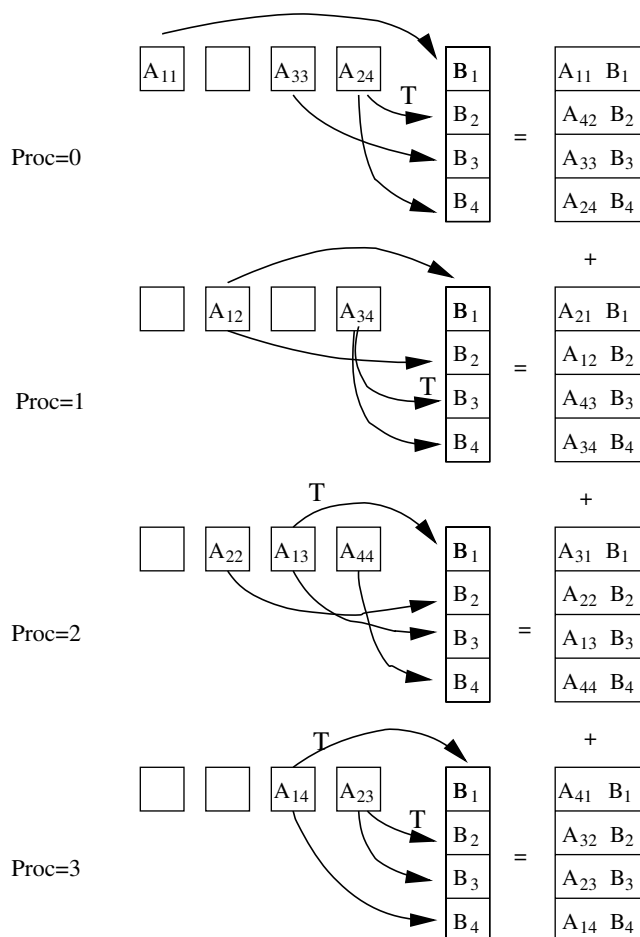 A₁₁ A₃₃ A₂₄ B₁ A₁₁ B₁
T B₂ A₄₂ B₂
=
Proc=0 B₃ A₃₃ B₃
B₄ A₂₄ B₄
+
A₁₂ A₃₄ B₁ A₂₁ B₁
B₂ = A₁₂ B₂
Proc=1 T B₃ A₄₃ B₃
B₄ A₃₄ B₄
T +
A₂₂ A₁₃ A₄₄ B₁ A₃₁ B₁
B₂ A₂₂ B₂
Proc=2 B₃ = A₁₃ B₃
B₄ A₄₄ B₄
T +
A₁₄ A₂₃ B₁ A₄₁ B₁
T B₂ A₃₂ B₂
=
Proc=3 B₃ A₂₃ B₃
B₄ A₁₄ B₄